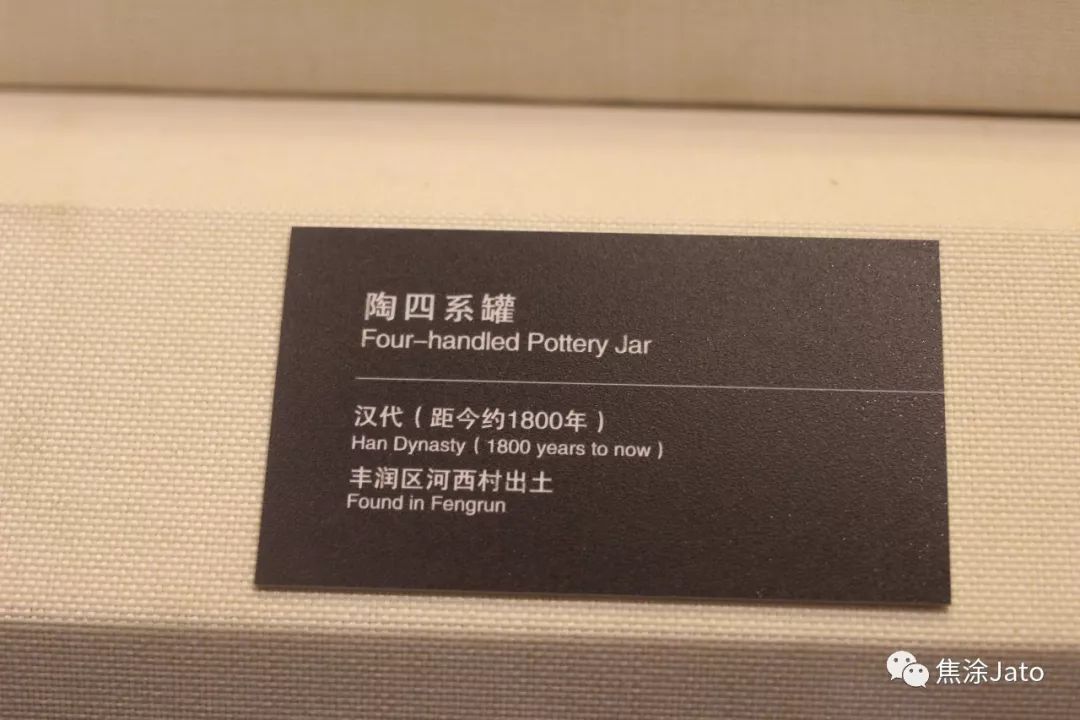 陶四系罐
Four-handled Pottery Jar
汉代（距今约1800年）
Han Dynasty（1800 years to now）
丰润区河西村出土
Found in Fengrun
焦涂Jato